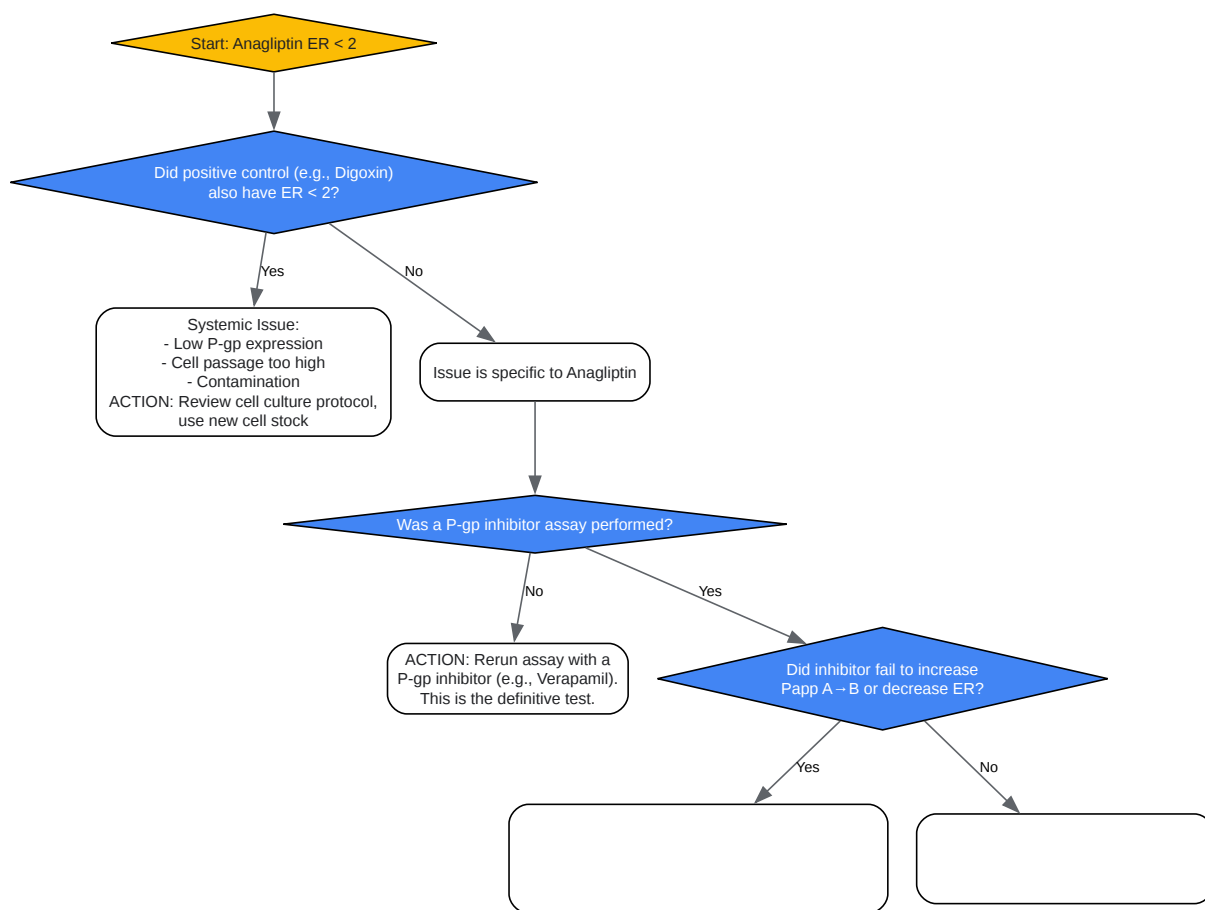 Start: Anagliptin ER < 2
Did positive control (e.g., Digoxin)
also have ER < 2?
Yes
No
Systemic Issue:
- Low P-gp expression
- Cell passage too high
- Contamination
ACTION: Review cell culture protocol,
use new cell stock
Issue is specific to Anagliptin
Was a P-gp inhibitor assay performed?
No
Yes
ACTION: Rerun assay with a
P-gp inhibitor (e.g., Verapamil).
This is the definitive test.
Did inhibitor fail to increase
Papp A→B or decrease ER?
Yes
No